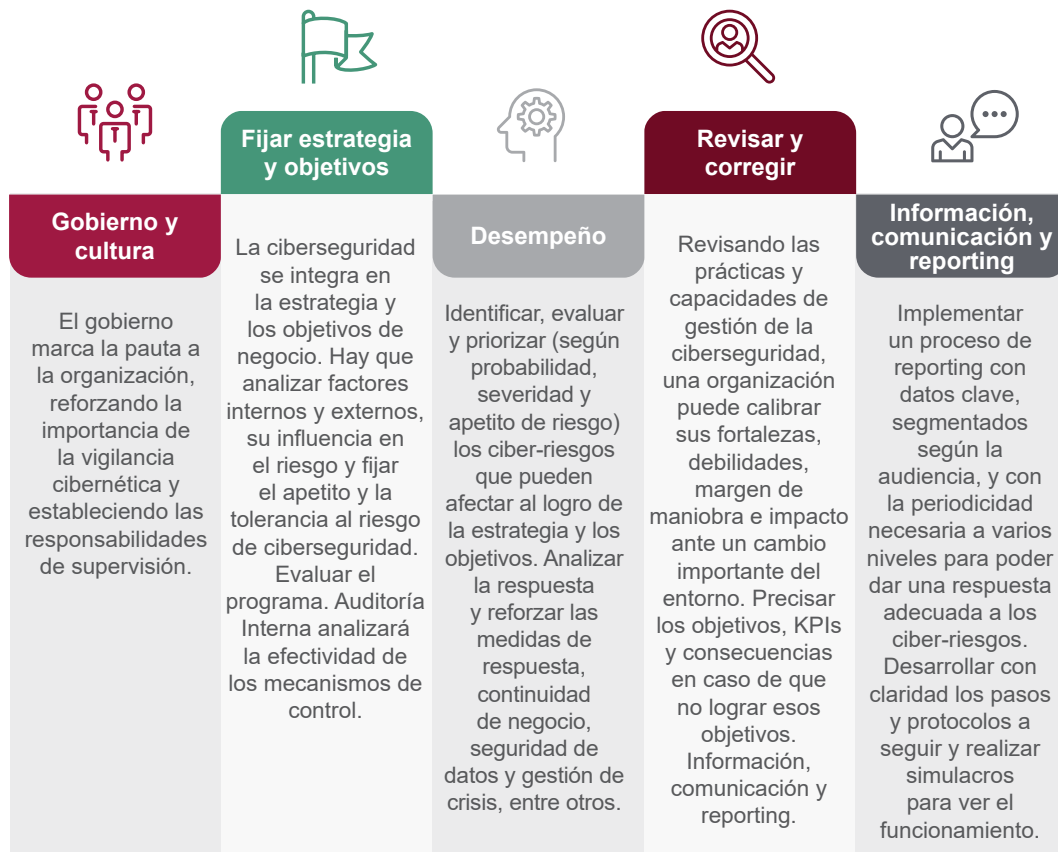 Gobierno y
cultura
El gobierno
marca la pauta a
la organización,
reforzando la
importancia de
la vigilancia
cibernética y
estableciendo las
responsabilidades
de supervisión.
Fijar estrategia
y objetivos
La ciberseguridad
se integra en
la estrategia y
los objetivos de
negocio. Hay que
analizar factores
internos y externos,
su influencia en
el riesgo y fijar
el apetito y la
tolerancia al riesgo
de ciberseguridad.
Evaluar el
programa. Auditoría
Interna analizará
la efectividad de
los mecanismos de
control.
Desempeño
Identificar, evaluar
y priorizar (según
probabilidad,
severidad y
apetito de riesgo)
los ciber-riesgos
que pueden
afectar al logro de
la estrategia y los
objetivos. Analizar
la respuesta
y reforzar las
medidas de
respuesta,
continuidad
de negocio,
seguridad de
datos y gestión de
crisis, entre otros.
Revisar y
corregir
Revisando las
prácticas y
capacidades de
gestión de la
ciberseguridad,
una organización
puede calibrar
sus fortalezas,
debilidades,
margen de
maniobra e impacto
ante un cambio
importante del
entorno. Precisar
los objetivos, KPIs
y consecuencias
en caso de que
no lograr esos
objetivos.
Información,
comunicación y
reporting.
Información,
comunicación y
reporting
Implementar
un proceso de
reporting con
datos clave,
segmentados
según la
audiencia, y con
la periodicidad
necesaria a varios
niveles para poder
dar una respuesta
adecuada a los
ciber-riesgos.
Desarrollar con
claridad los pasos
y protocolos a
seguir y realizar
simulacros
para ver el
funcionamiento.